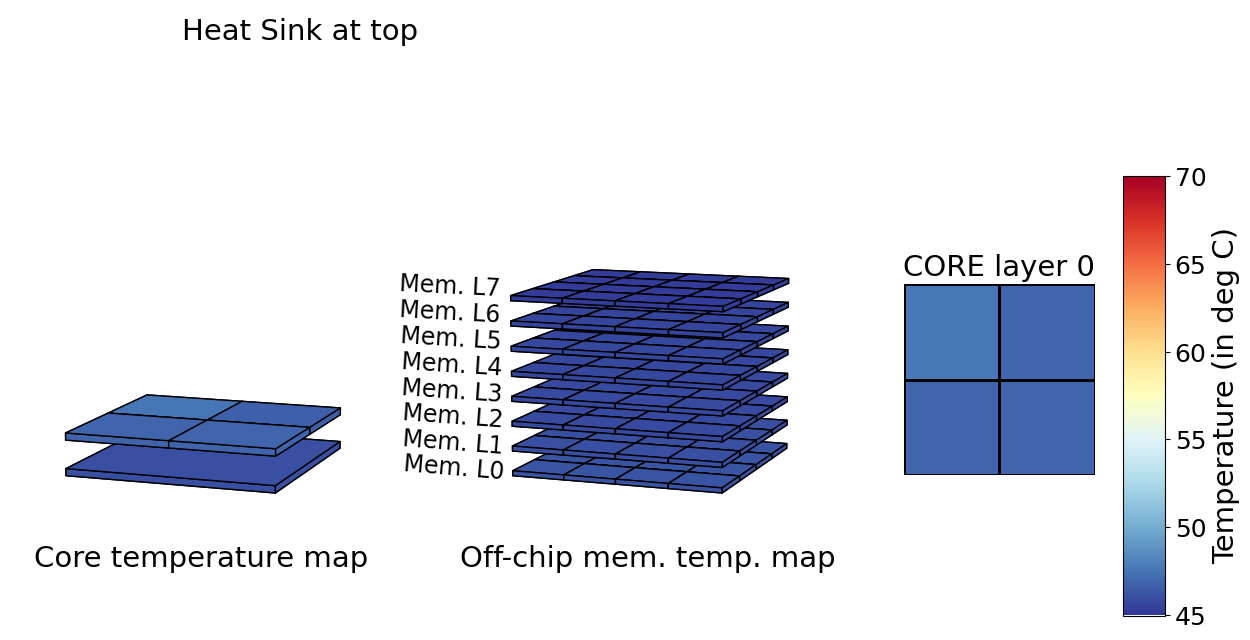 Heat Sink at top
Mem. L7
Mem. L6
Mem. L5
Mem. L4
Mem. L3
Mem. L2
Mem. L1
Mem. L0
Core temperature map
Off-chip mem. temp. map
CORE layer 0
70
65
60
55
50
45
Temperature (in deg C)